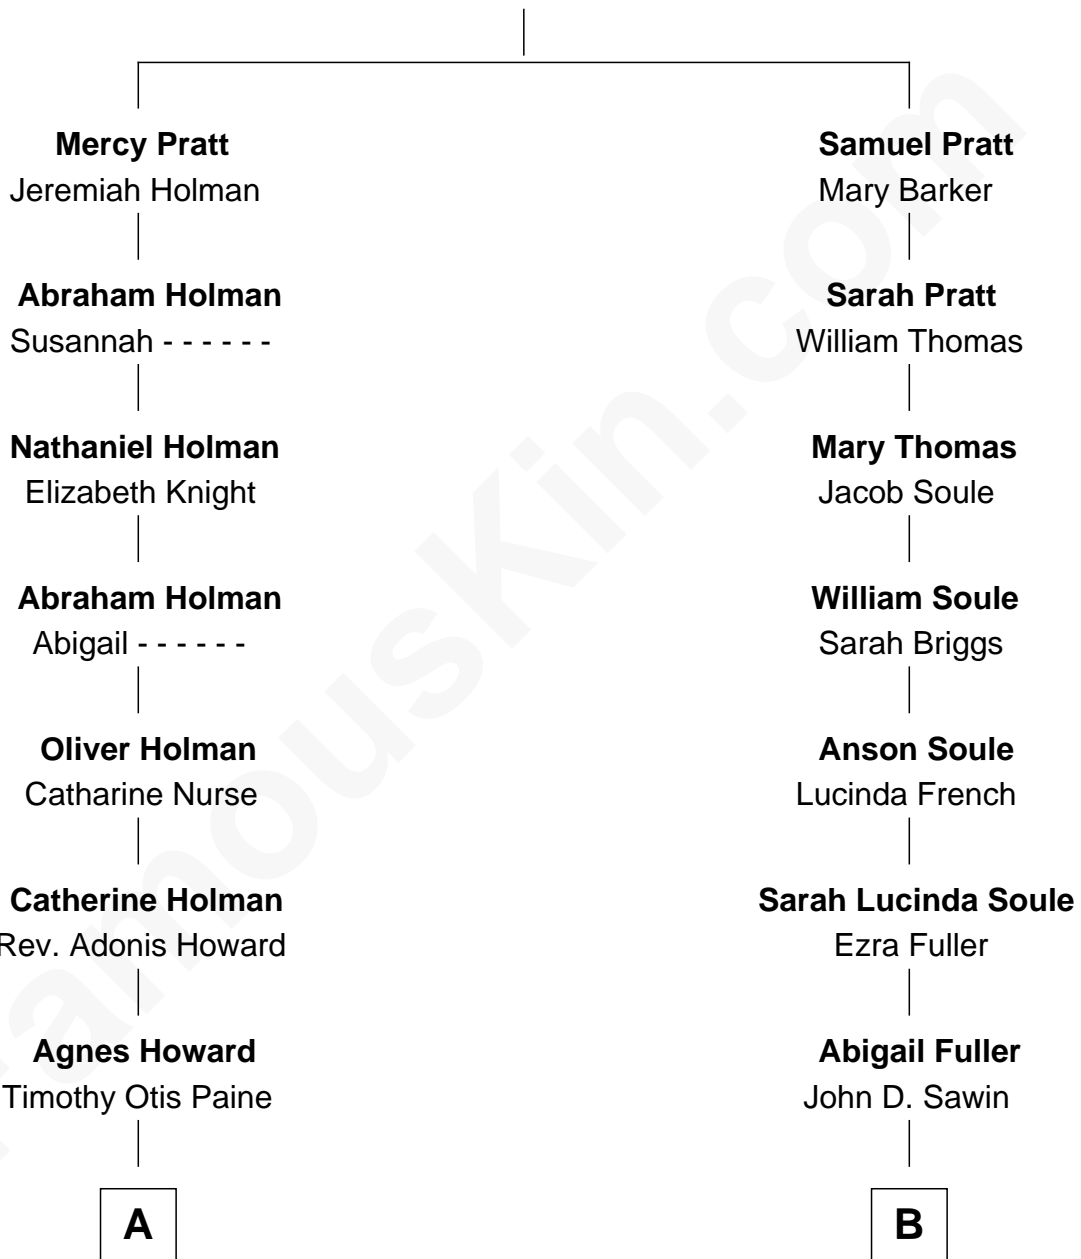 Mercy Pratt
Jeremiah Holman
Samuel Pratt
Mary Barker
Abraham Holman
Susannah - - - - - -
Sarah Pratt
William Thomas
Nathaniel Holman
Elizabeth Knight
Mary Thomas
Jacob Soule
Abraham Holman
Abigail - - - - - -
William Soule
Sarah Briggs
Oliver Holman
Catharine Nurse
Anson Soule
Lucinda French
Catherine Holman
Rev. Adonis Howard
Sarah Lucinda Soule
Ezra Fuller
Agnes Howard
Timothy Otis Paine
Abigail Fuller
John D. Sawin
A
B
FamousKin.com